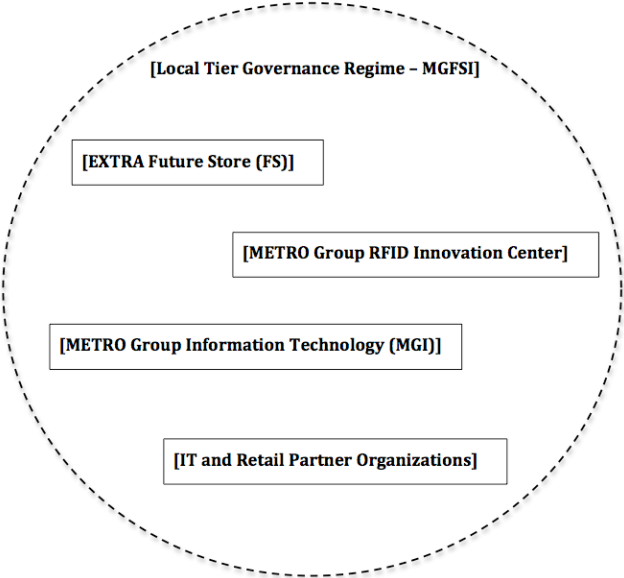 [Local Tier Governance Regime – MGFSI]
[EXTRA Future Store (FS)]
[METRO Group RFID Innovation Center]
[METRO Group Information Technology (MGI)]
[IT and Retail Partner Organizations]